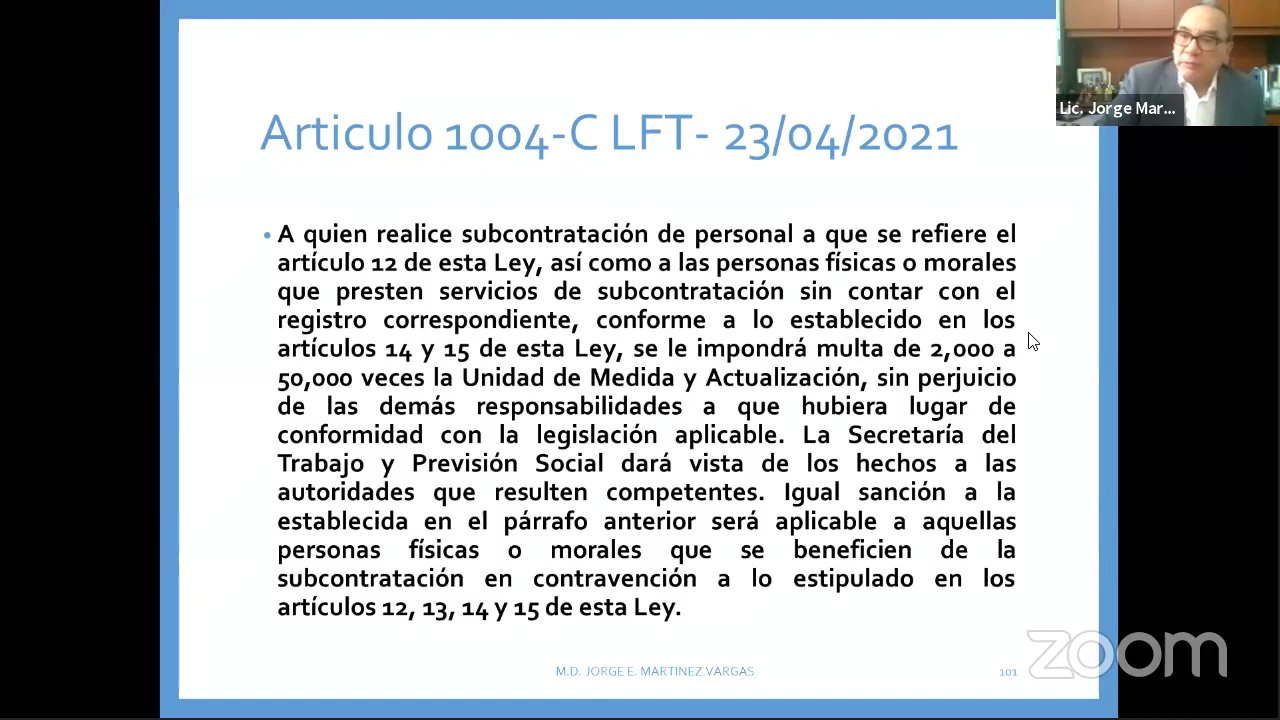 Lic. Jorge Mar...
Articulo 1004-C LFT- 23/04/2021
• A quien realice subcontratación de personal a que se refiere el
artículo 12 de esta Ley, así como a las personas físicas o morales
que presten servicios de subcontratación sin contar con el
registro correspondiente, conforme a lo establecido en los
artículos 14 y 15 de esta Ley, se le impondrá multa de 2,000 a
50,000 veces la Unidad de Medida y Actualización, sin perjuicio
de las demás responsabilidades a que hubiera lugar de
conformidad con la legislación aplicable. La Secretaría del
Trabajo y Previsión Social dará vista de los hechos a las
autoridades que resulten competentes. Igual sanción a la
establecida en el párrafo anterior será aplicable a aquellas
personas físicas o morales que se beneficien de la
subcontratación en contravención a lo estipulado en los
artículos 12, 13, 14 y 15 de esta Ley.
M.D. JORGE E. MARTINEZ VARGAS
101
zoom